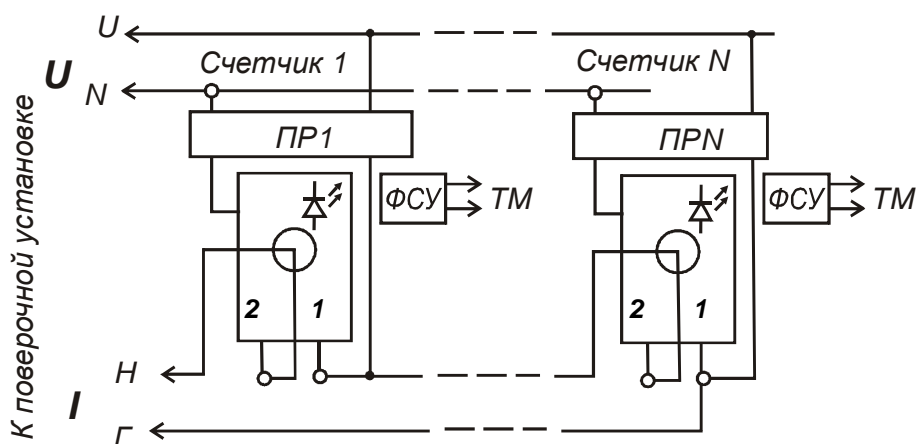 U
Счетчик 1
Счетчик N
U
N
ПР1
ПРN
ФСУ
ТМ
ФСУ
ТМ
К поверочной установке
2
1
2
1
Н
I
Г